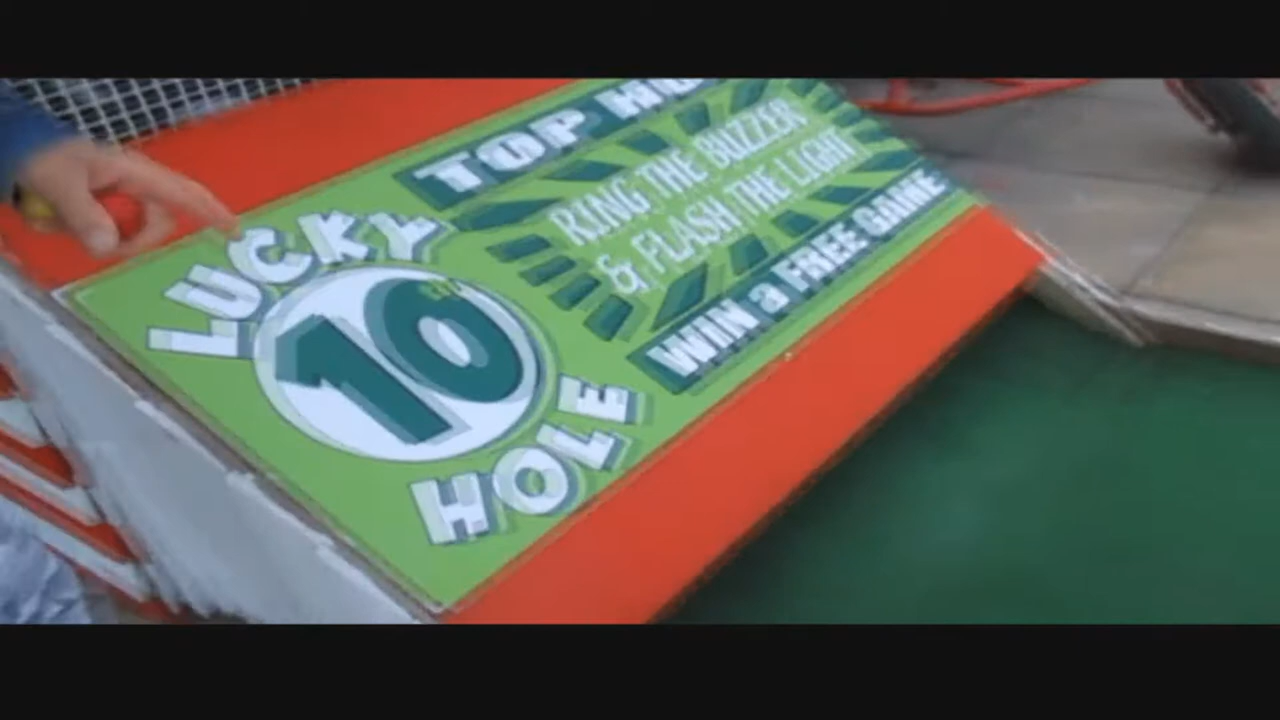 LUCKY
10
HOLE
TOP
RING THE BUZZER
& FLASH THE LIGHT
WIN a FREE GAME